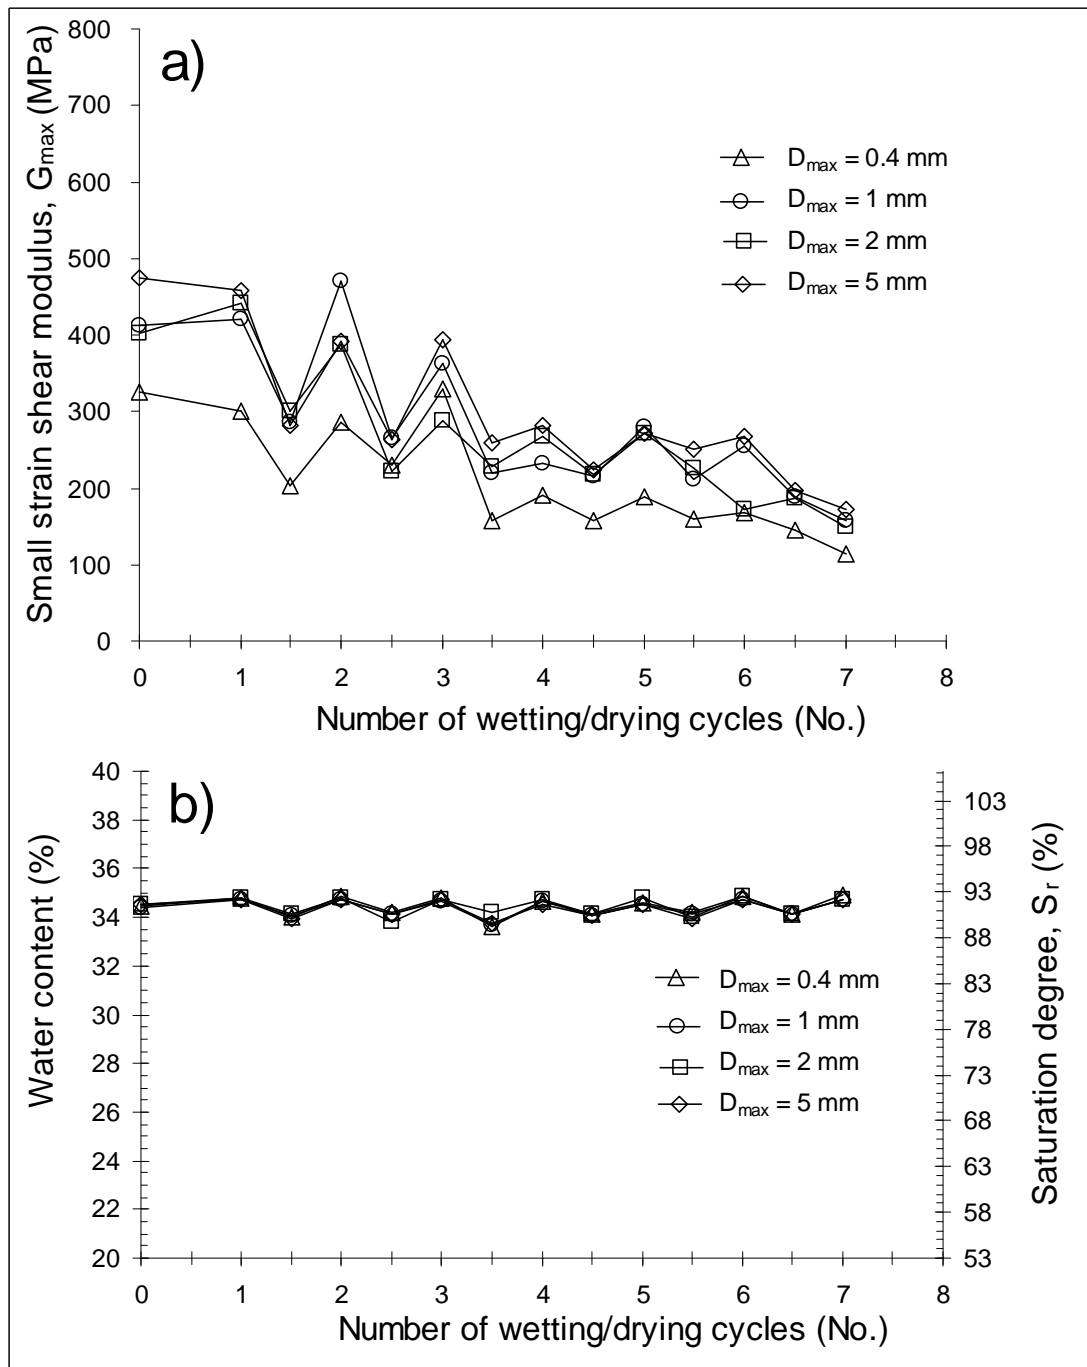 a)
Small strain shear modulus, Gmax (MPa)
800
700
600
500
400
300
200
100
0
Dmax = 0.4 mm
Dmax = 1 mm
Dmax = 2 mm
Dmax = 5 mm
0 1 2 3 4 5 6 7 8
Number of wetting/drying cycles (No.)
b)
Water content (%)
40
38
36
34
32
30
28
26
24
22
20
Dmax = 0.4 mm
Dmax = 1 mm
Dmax = 2 mm
Dmax = 5 mm
103
98
93
88
83
78
73
68
63
58
53
Saturation degree, Sr (%)
0 1 2 3 4 5 6 7 8
Number of wetting/drying cycles (No.)